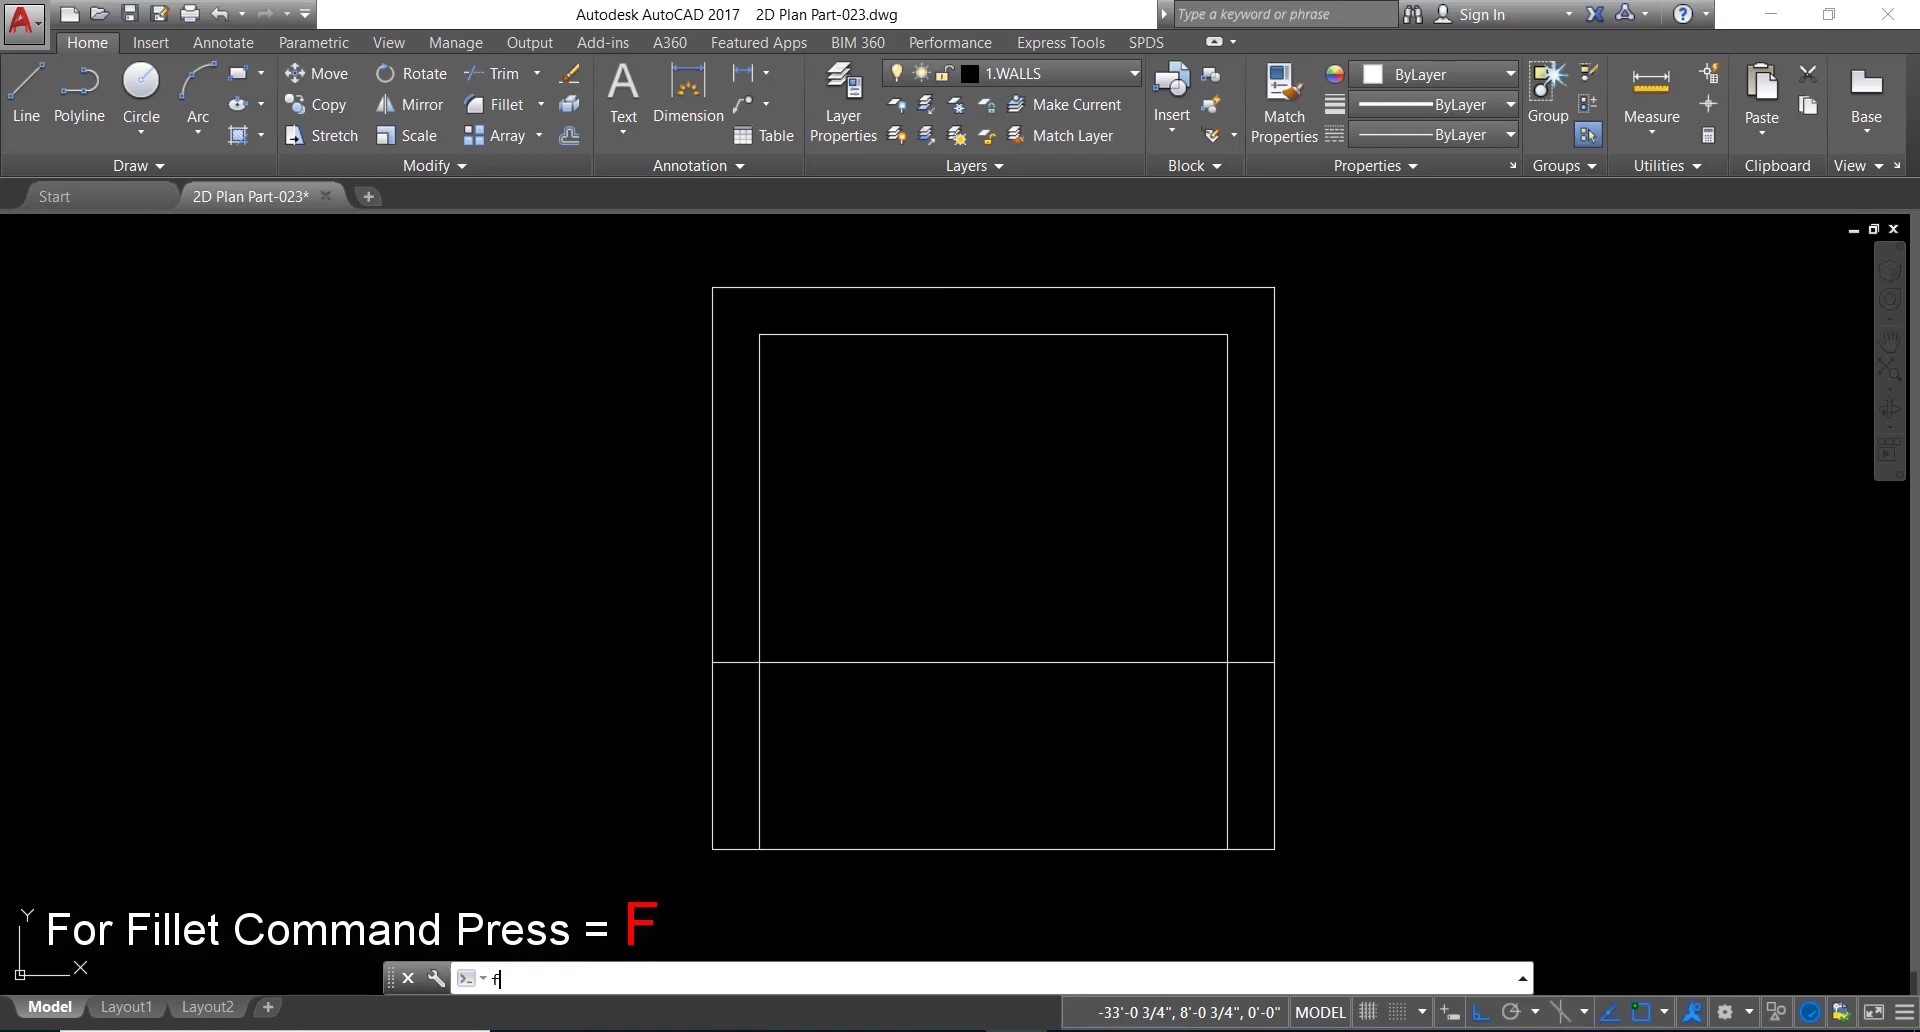 Autodesk AutoCAD 2017 2D Plan Part-023.dwg
Type a keyword or phrase
Sign In
Home Insert Annotate Parametric View Manage Output Add-ins A360 Featured Apps BIM 360 Performance Express Tools SPDS
Line Polyline Circle Arc
Draw
Move Rotate Trim
Copy Mirror Fillet
Stretch Scale Array
Modify
Text Dimension Table
Annotation
Layer Properties
1.WALLS
Make Current
Match Layer
Layers
Insert
Block
Match Properties
ByLayer
ByLayer
ByLayer
Properties
Group
Groups
Measure
Utilities
Paste
Clipboard
Base
View
Start 2D Plan Part-023*
For Fillet Command Press = F
Y
X
f
Model Layout1 Layout2
-33'-0 3/4", 8'-0 3/4", 0'-0" MODEL